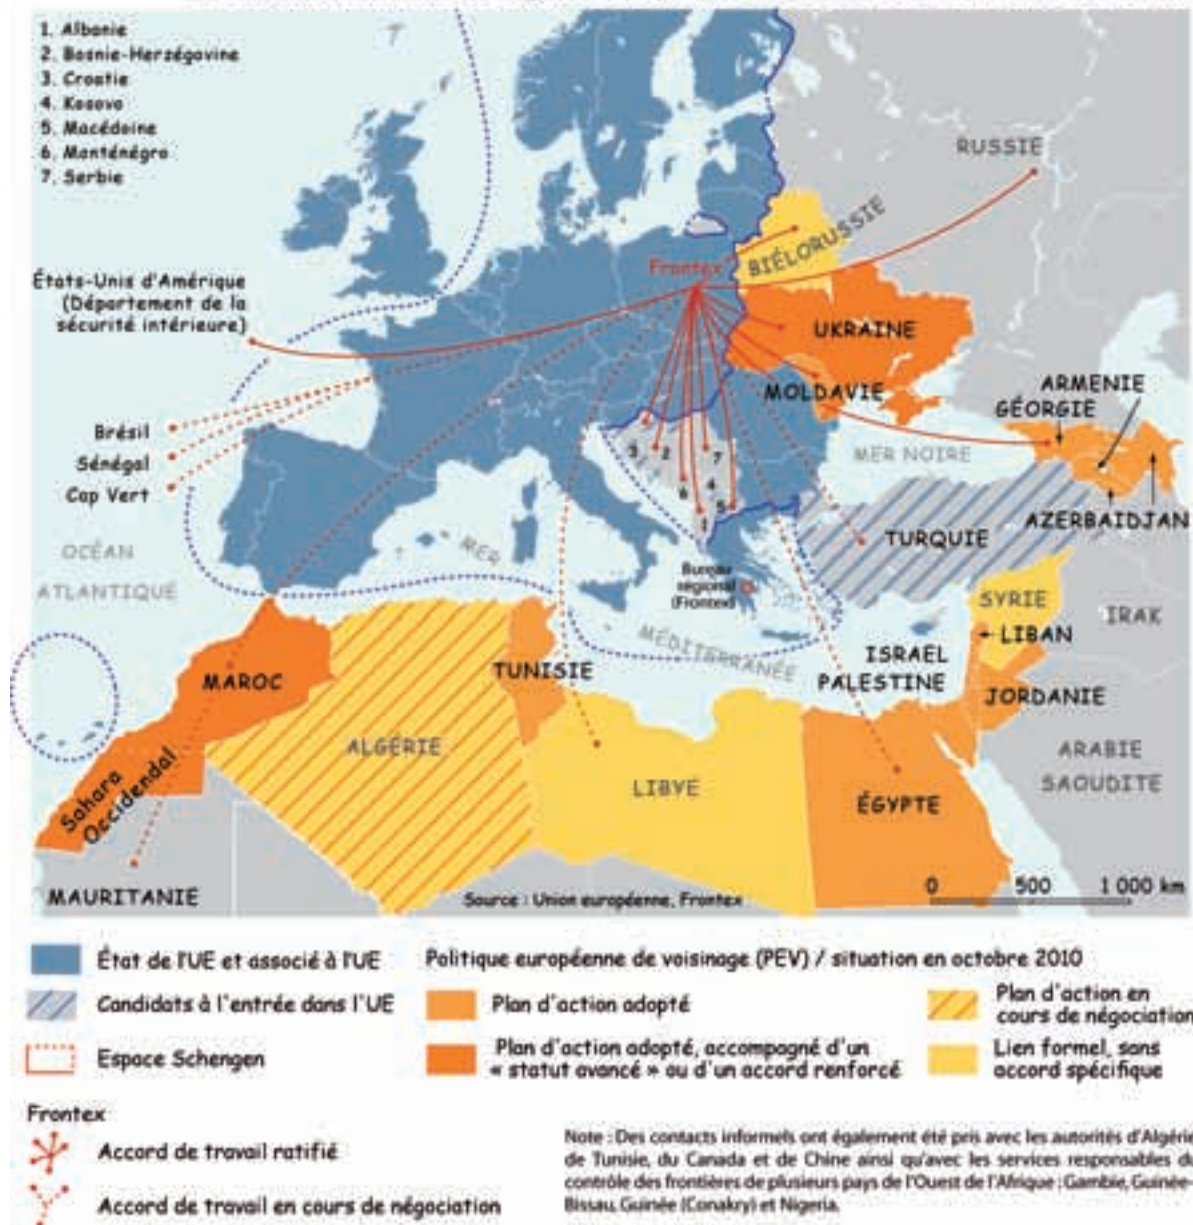 1. Albanie
2. Bosnie-Herzégovine
3. Croatie
4. Kosovo
5. Macédoine
6. Monténégro
7. Serbie
RUSSIE
BIÉLORUSSIE
Frontex
États-Unis d'Amérique
(Département de la
sécurité intérieure)
UKRAINE
MOLDAVIE
ARMENIE
GÉORGIE
Brésil
Sénégal
Cap Vert
3
2
7
6
4
5
1
MER NOIRE
AZERBAIDJAN
TURQUIE
OCÉAN
ATLANTIQUE
MER
MÉDITERRANÉE
Bureau
régional
(Frontex)
SYRIE
LIBAN
IRAK
ISRAEL
PALESTINE
JORDANIE
MAROC
TUNISIE
ALGÉRIE
LIBYE
ÉGYPTE
ARABIE
SAOUDITE
Sahara
Occidendal
MAURITANIE
Source : Union européenne, Frontex
0 500 1 000 km
État de l'UE et associé à l'UE
Candidats à l'entrée dans l'UE
Espace Schengen
Politique européenne de voisinage (PEV) / situation en octobre 2010
Plan d'action adopté
Plan d'action adopté, accompagné d'un
« statut avancé » ou d'un accord renforcé
Plan d'action en
cours de négociation
Lien formel, sans
accord spécifique
Frontex
Accord de travail ratifié
Accord de travail en cours de négociation
Note : Des contacts informels ont également été pris avec les autorités d'Algérie
de Tunisie, du Canada et de Chine ainsi qu'avec les services responsables du
contrôle des frontières de plusieurs pays de l'Ouest de l'Afrique : Gambie, Guinée-
Bissau, Guinée (Conakry) et Nigeria.